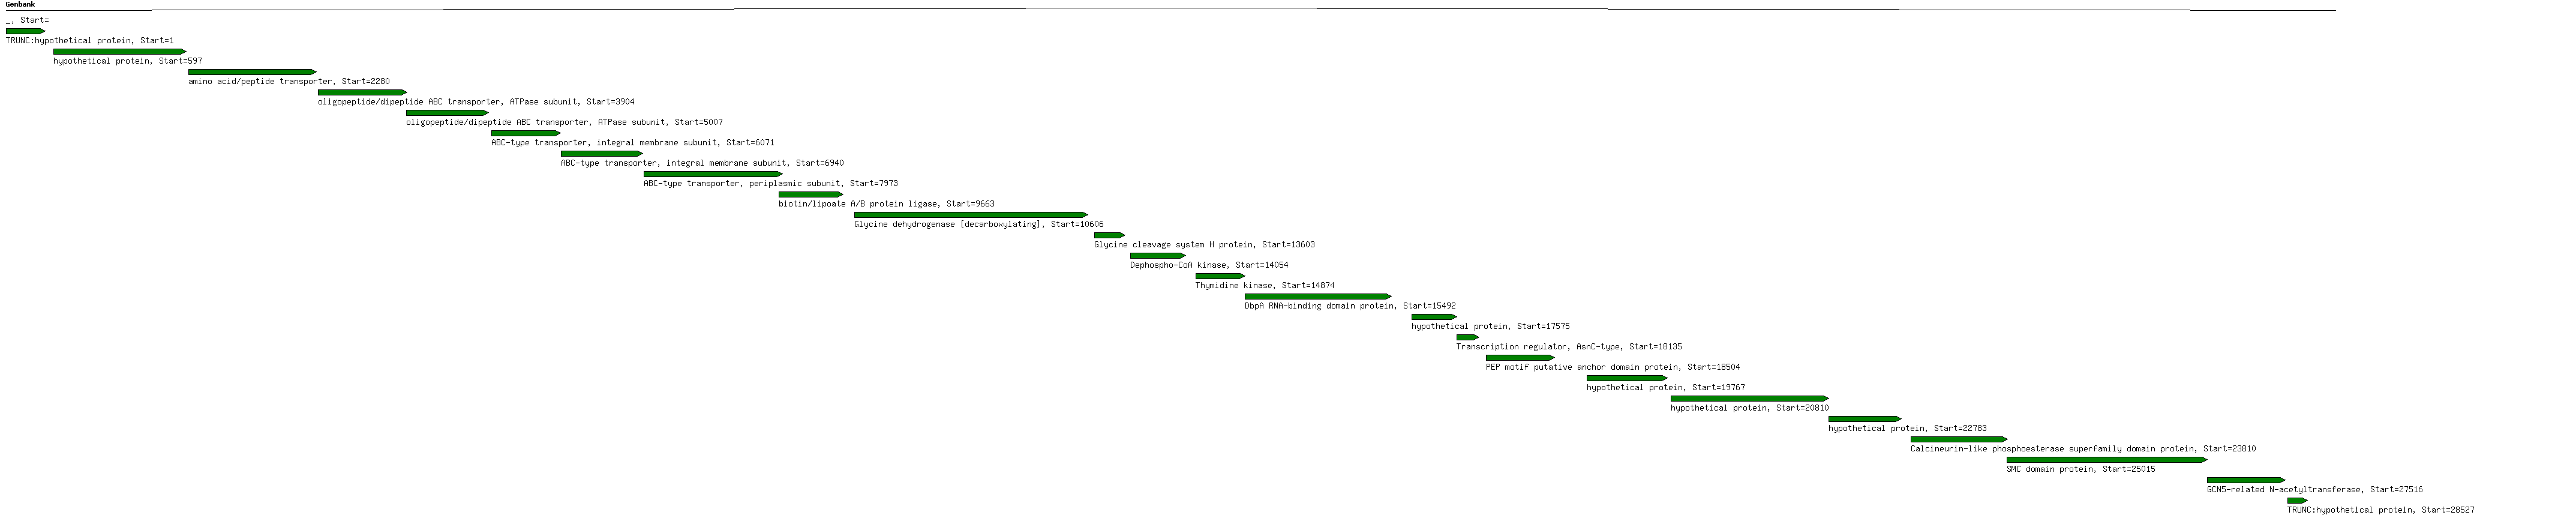 Genbank
_, Start=
TRUNC:hypothetical protein, Start=1
hypothetical protein, Start=597
amino acid/peptide transporter, Start=2280
oligopeptide/dipeptide ABC transporter, ATPase subunit, Start=3904
oligopeptide/dipeptide ABC transporter, ATPase subunit, Start=5007
ABC-type transporter, integral membrane subunit, Start=6071
ABC-type transporter, integral membrane subunit, Start=6940
ABC-type transporter, periplasmic subunit, Start=7973
biotin/lipoate A/B protein ligase, Start=9663
Glycine dehydrogenase [decarboxylating], Start=10606
Glycine cleavage system H protein, Start=13603
Dephospho-CoA kinase, Start=14054
Thymidine kinase, Start=14874
DbpA RNA-binding domain protein, Start=15492
hypothetical protein, Start=17575
Transcription regulator, AsnC-type, Start=18135
PEP motif putative anchor domain protein, Start=18504
hypothetical protein, Start=19767
hypothetical protein, Start=20810
hypothetical protein, Start=22783
Calcineurin-like phosphoesterase superfamily domain protein, Start=23810
SMC domain protein, Start=25015
GCN5-related N-acetyltransferase, Start=27516
TRUNC:hypothetical protein, Start=28527